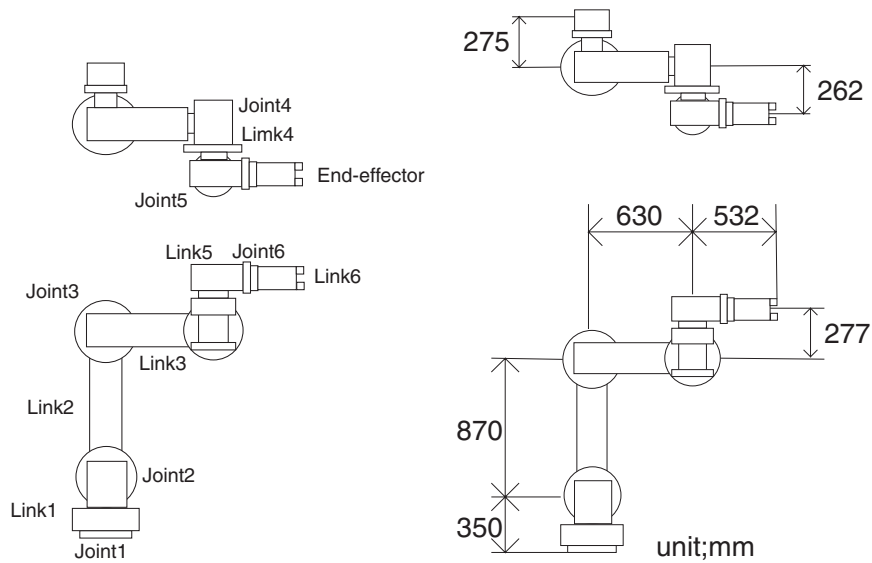 Joint4
Limk4
End-effector
Joint5
Link5
Joint6
Link6
Joint3
Link3
Link2
Joint2
Link1
Joint1
275
262
630
532
277
870
350
unit;mm